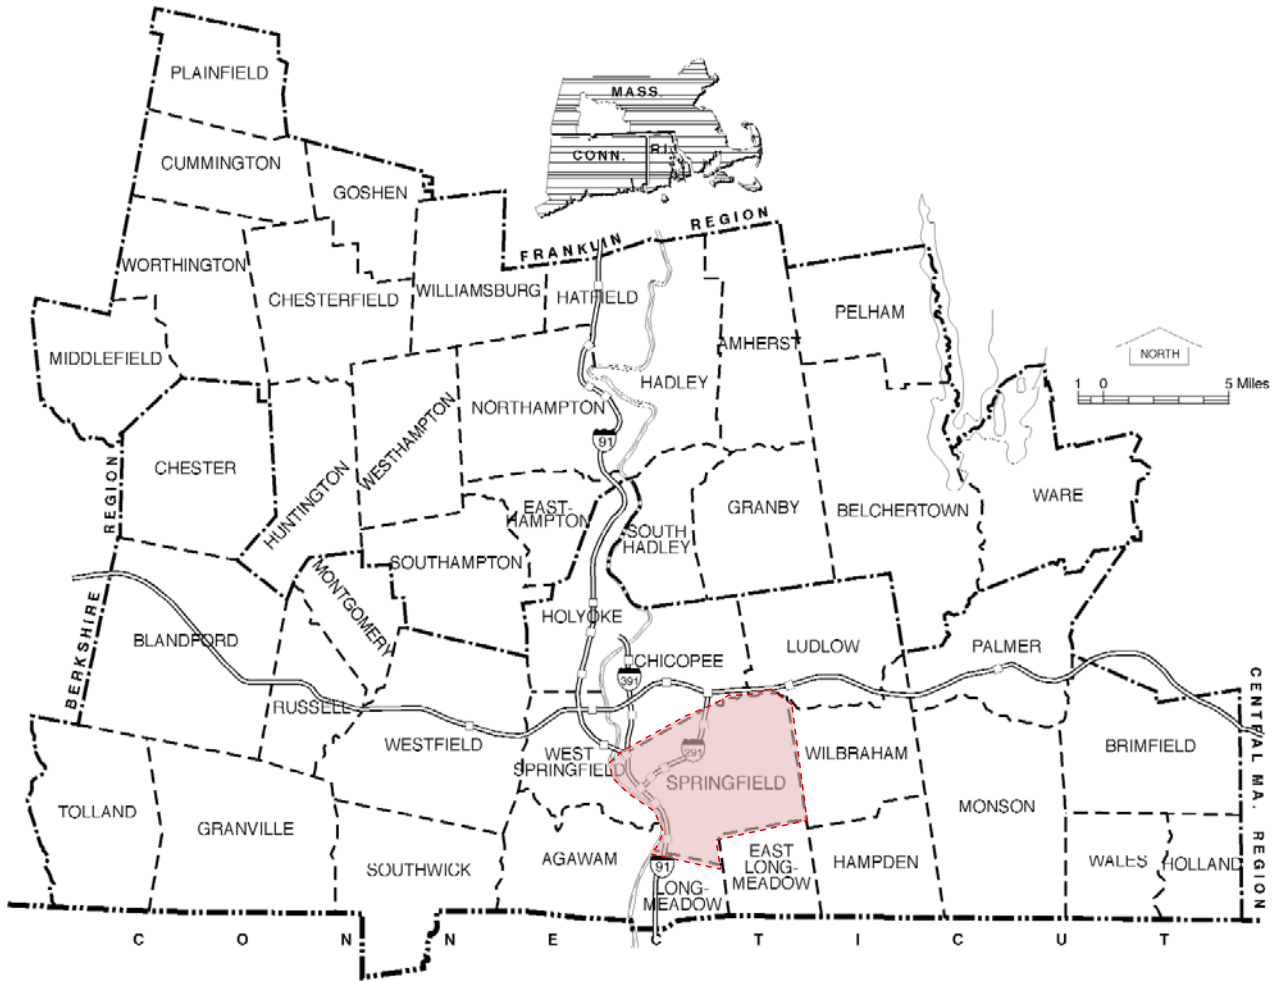 PLAINFIELD
MASS.
CONN.
R.I.
CUMMINGTON
GOSHEN
FRANKLIN REGION
WORTHINGTON
CHESTERFIELD
WILLIAMSBURG
HATFIELD
PELHAM
MIDDLEFIELD
AMHERST
NORTH
HADLEY
1 0 5 Miles
NORTHAMPTON
WESTHAMPTON
91
CHESTER
HUNTINGTON
EAST-
HAMPTON
GRANBY
BELCHERTOWN
WARE
SOUTH
HADLEY
BERKSHIRE REGION
SOUTHAMPTON
MONTGOMERY
HOLYOKE
BLANDFORD
LUDLOW
PALMER
CHICOPEE
391
RUSSELL
WESTFIELD
WEST
SPRINGFIELD
291
SPRINGFIELD
WILBRAHAM
BRIMFIELD
CENTRAL MA. REGION
TOLLAND
GRANVILLE
MONSON
SOUTHWICK
AGAWAM
91
EAST
LONG-
MEADOW
HAMPDEN
WALES
HOLLAND
LONG-
MEADOW
CONNECTICUT